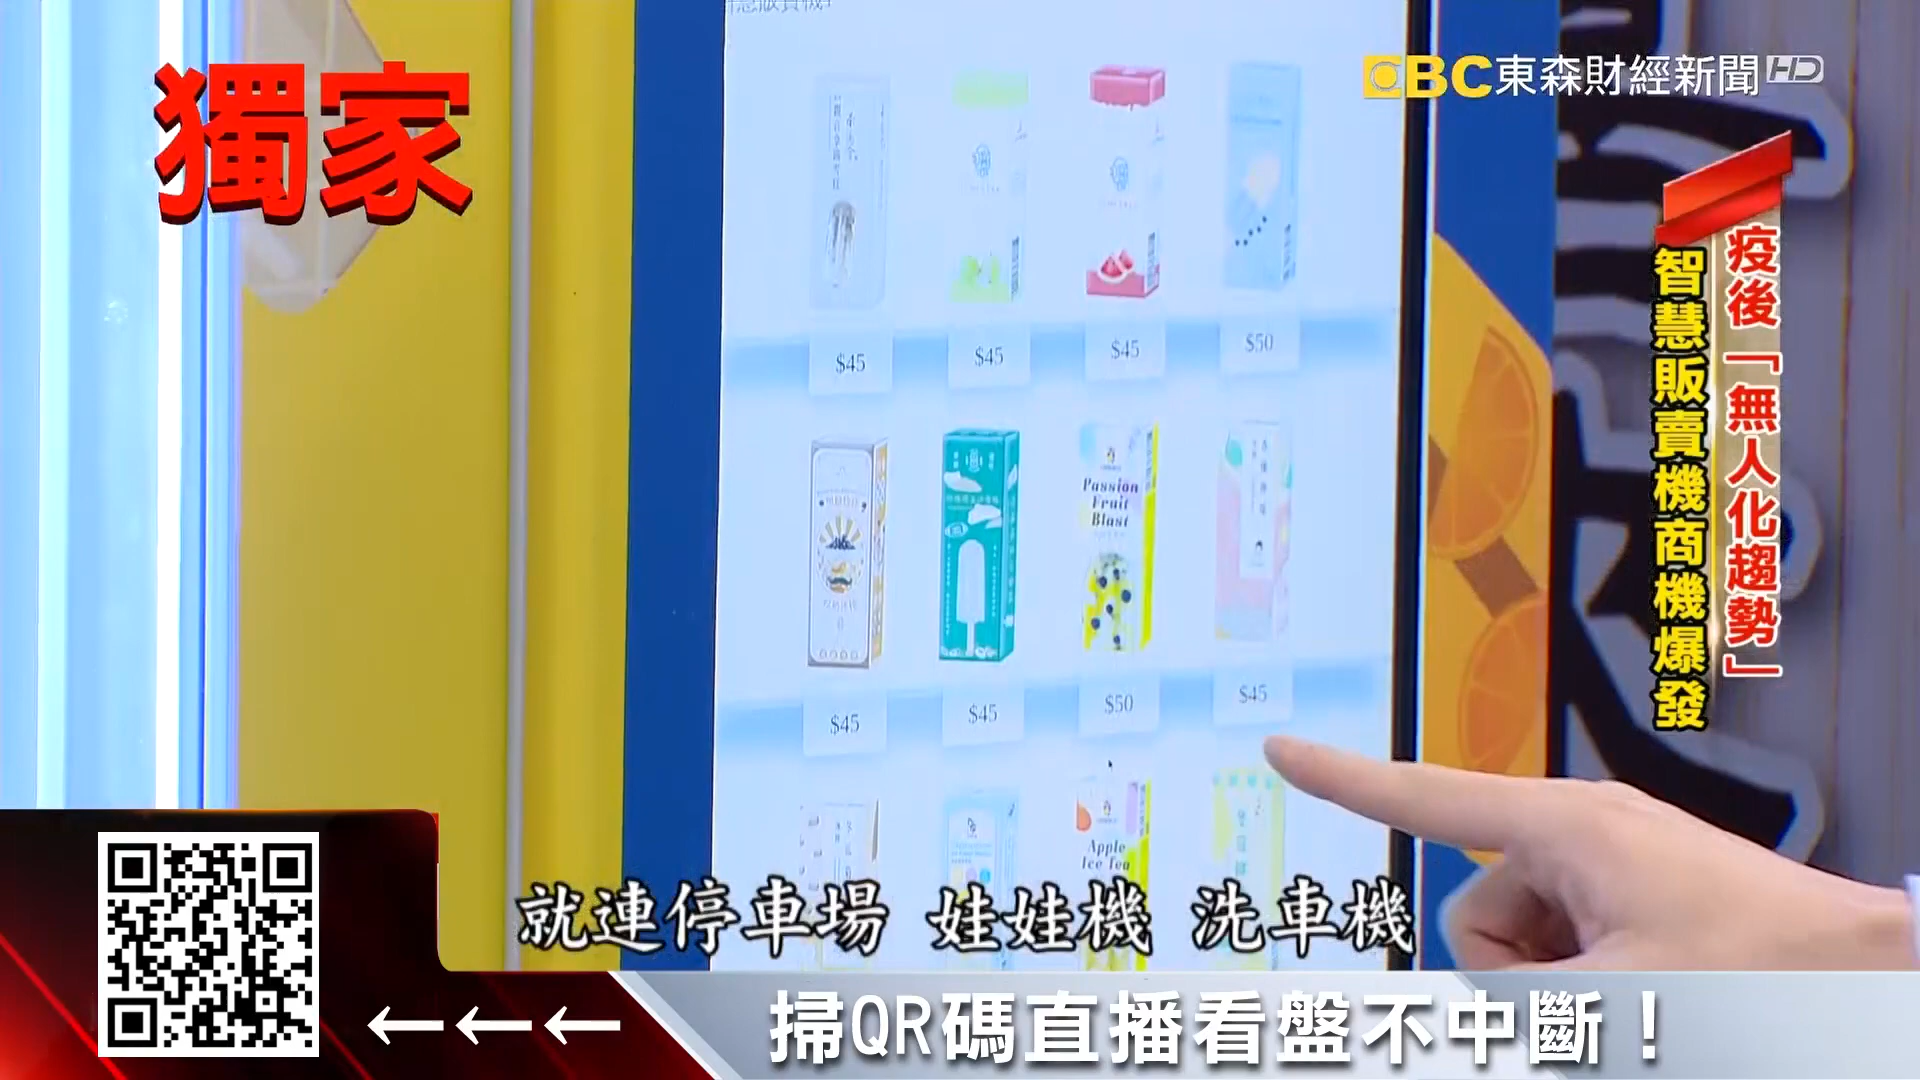 獨家
EBC東森財經新聞HD
疫後「無人化趨勢」
智慧販賣機商機爆發
$45
$45
$45
$50
Passion
Fruit
Blast
$45
$45
$50
$45
Apple
Ice Tea
就連停車場 娃娃機 洗車機
←←← 掃QR碼直播看盤不中斷！